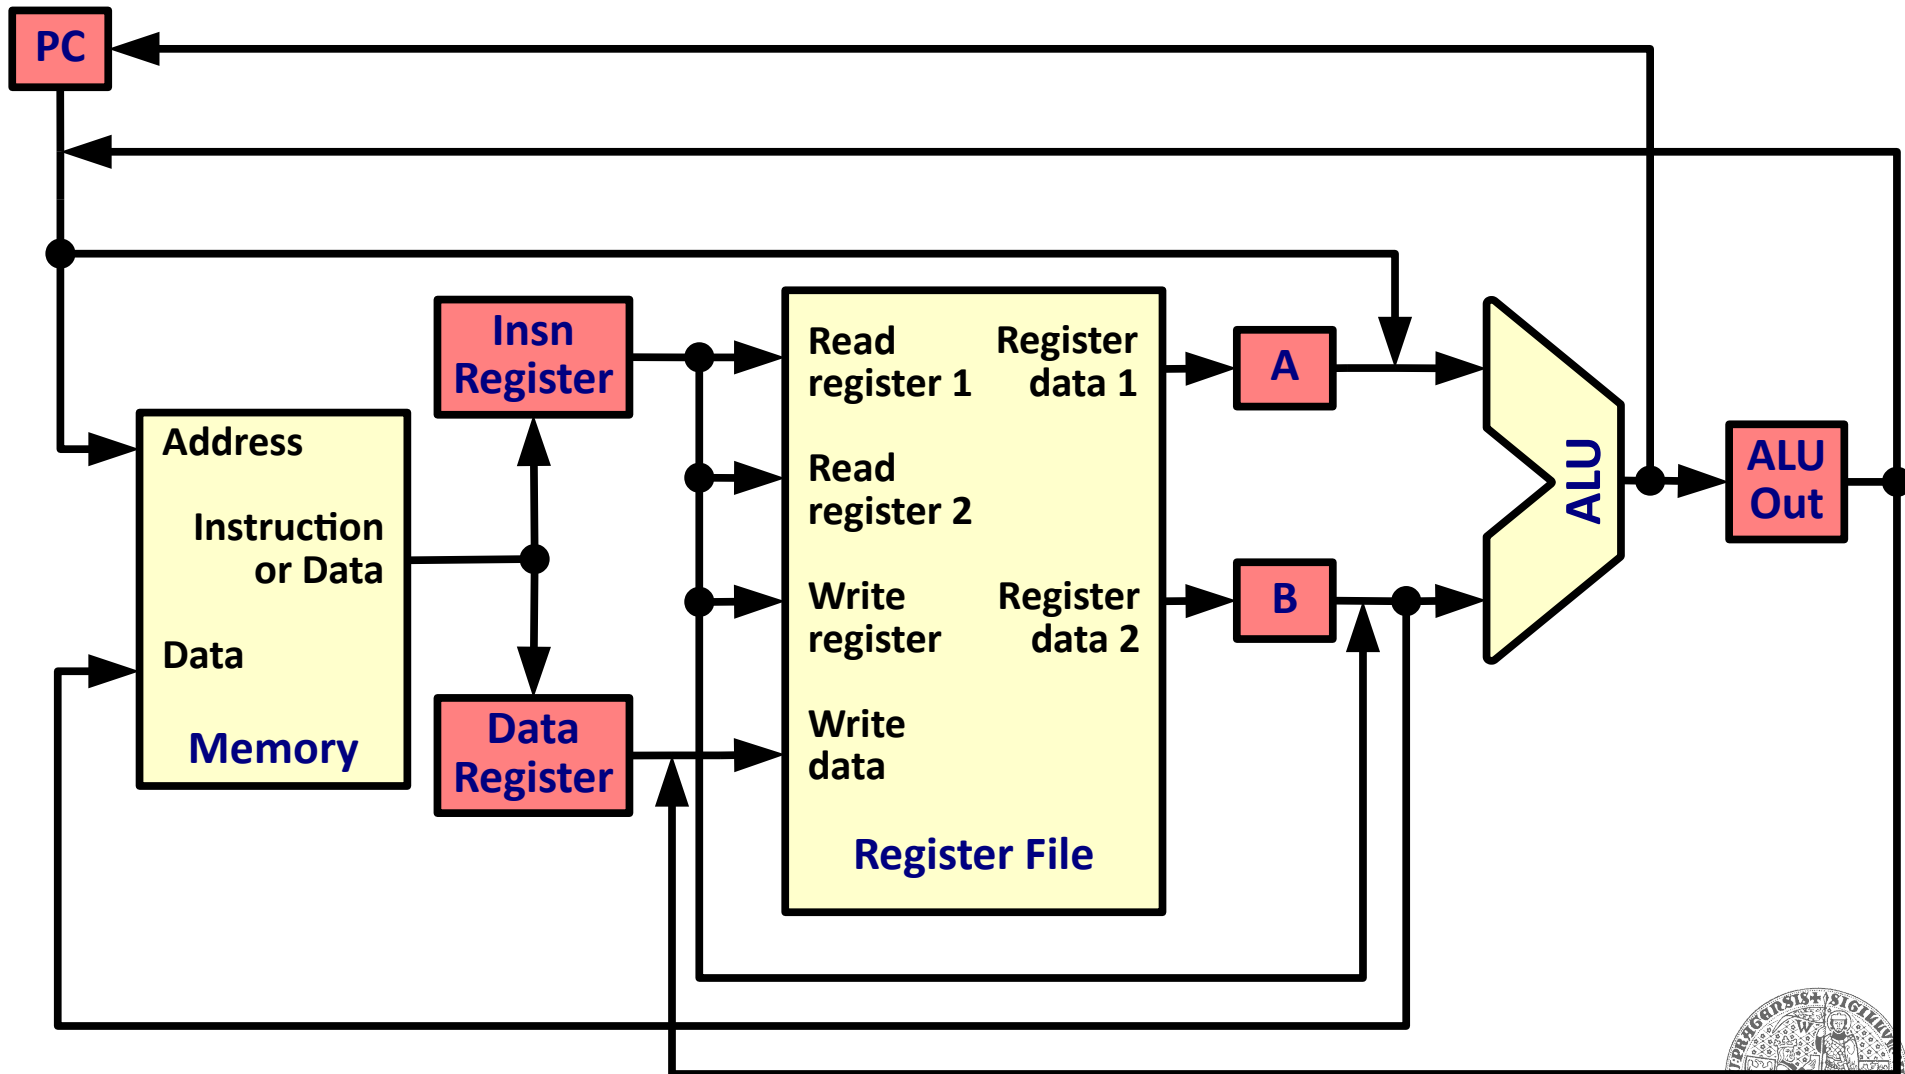 PC
Insn
Register
Address
Instruction
or Data
Data
Memory
Data
Register
Read
register 1
Read
register 2
Write
register
Write
data
Register
data 1
Register
data 2
Register File
A
B
ALU
ALU
Out